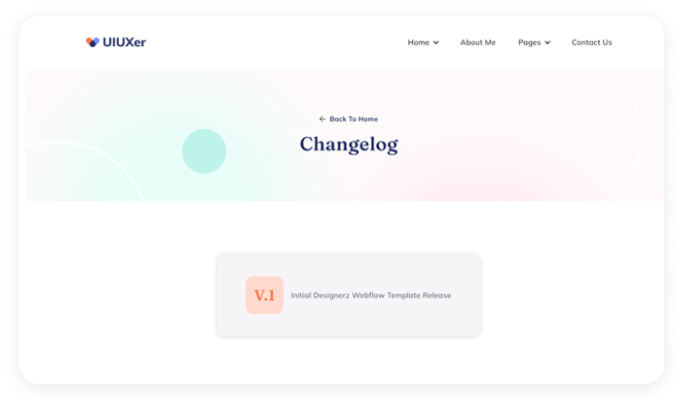 UIUXer
Home
About Me
Pages
Contact Us
Back To Home
Changelog
V.1
Initial Designerz Webflow Template Release